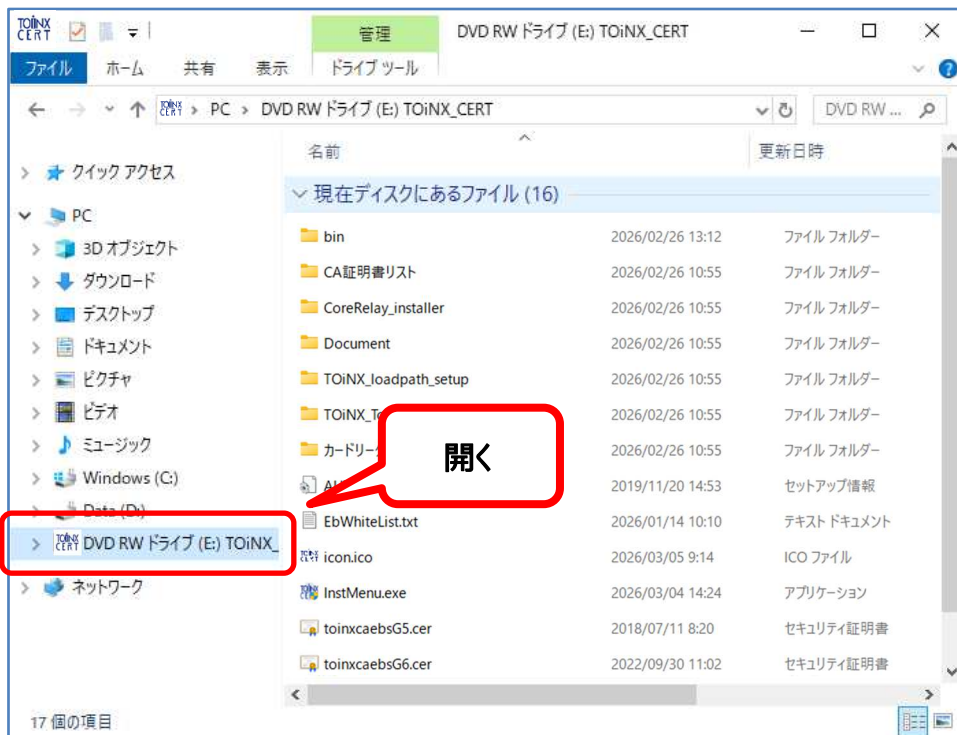 TOiNX CERT
管理
DVD RW ドライブ (E:) TOiNX_CERT
ファイル ホーム 共有 表示 ドライブ ツール
PC › DVD RW ドライブ (E:) TOiNX_CERT
DVD RW ...
名前 更新日時
クイック アクセス
PC
3D オブジェクト
ダウンロード
デスクトップ
ドキュメント
ピクチャ
ビデオ
ミュージック
Windows (C:)
Data (D:)
DVD RW ドライブ (E:) TOiNX_
ネットワーク
現在ディスクにあるファイル (16)
bin 2026/02/26 13:12 ファイル フォルダー
CA証明書リスト 2026/02/26 10:55 ファイル フォルダー
CoreRelay_installer 2026/02/26 10:55 ファイル フォルダー
Document 2026/02/26 10:55 ファイル フォルダー
TOiNX_loadpath_setup 2026/02/26 10:55 ファイル フォルダー
2026/02/26 10:55 ファイル フォルダー
2026/02/26 10:55 ファイル フォルダー
2019/11/20 14:53 セットアップ情報
EbWhiteList.txt 2026/01/14 10:10 テキスト ドキュメント
icon.ico 2026/03/05 9:14 ICO ファイル
InstMenu.exe 2026/03/04 14:24 アプリケーション
toinxcaebsG5.cer 2018/07/11 8:20 セキュリティ証明書
toinxcaebsG6.cer 2022/09/30 11:02 セキュリティ証明書
開く
17 個の項目